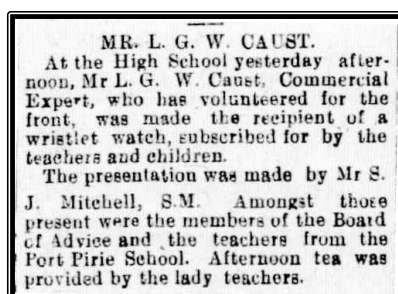 MR. L. G. W. CAUST.
At the High School yesterday after-
noon, Mr L. G. W. Caust, Commercial
Expert, who has volunteered for the
front, was made the recipient of a
wristlet watch, subscribed for by the
teachers and children.
The presentation was made by Mr S.
J. Mitchell, S.M. Amongst those
present were the members of the Board
of Advice and the teachers from the
Port Pirie School. Afternoon tea was
provided by the lady teachers.